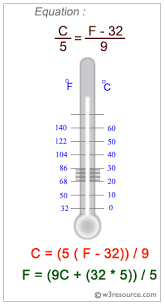 Equation :
C / 5 = F - 32 / 9
°F °C
140 60
122 50
104 40
86 30
68 20
50 10
32 0
C = (5 ( F - 32)) / 9
F = (9C + (32 * 5)) / 5
© w3resource.com